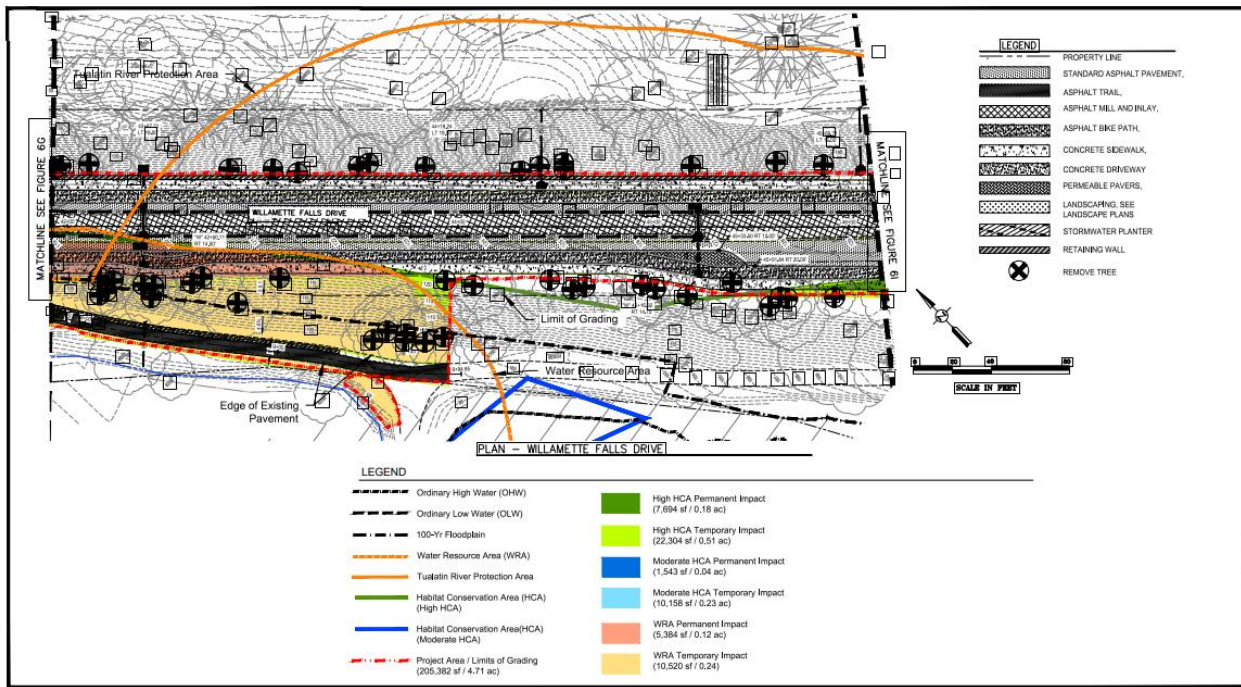 Tualatin River Protection Area
MATCHLINE SEE FIGURE 6G
WILLAMETTE FALLS DRIVE
MATCHLINE SEE FIGURE 6I
Limit of Grading
Water Resource Area
Edge of Existing
Pavement
PLAN - WILLAMETTE FALLS DRIVE
LEGEND
PROPERTY LINE
STANDARD ASPHALT PAVEMENT,
ASPHALT TRAIL,
ASPHALT MILL AND INLAY,
ASPHALT BIKE PATH,
CONCRETE SIDEWALK,
CONCRETE DRIVEWAY
PERMEABLE PAVERS,
LANDSCAPING, SEE
LANDSCAPE PLANS
STORMWATER PLANTER
RETAINING WALL
REMOVE TREE
0 20 40 80
SCALE IN FEET
LEGEND
Ordinary High Water (OHW)
Ordinary Low Water (OLW)
100-Yr Floodplain
Water Resource Area (WRA)
Tualatin River Protection Area
Habitat Conservation Area (HCA)
(High HCA)
Habitat Conservation Area(HCA)
(Moderate HCA)
Project Area / Limits of Grading
(205,382 sf / 4.71 ac)
High HCA Permanent Impact
(7,694 sf / 0.18 ac)
High HCA Temporary Impact
(22,304 sf / 0.51 ac)
Moderate HCA Permanent Impact
(1,543 sf / 0.04 ac)
Moderate HCA Temporary Impact
(10,158 sf / 0.23 ac)
WRA Permanent Impact
(5,384 sf / 0.12 ac)
WRA Temporary Impact
(10,520 sf / 0.24)